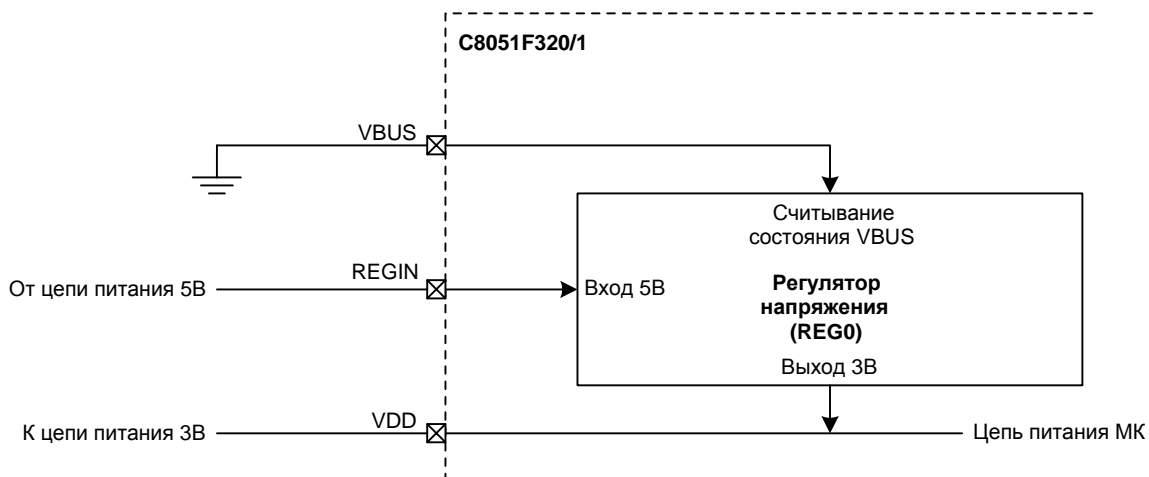 C8051F320/1
VBUS
Считывание
состояния VBUS
От цепи питания 5В
REGIN
Вход 5В
Регулятор
напряжения
(REG0)
Выход 3В
К цепи питания 3В
VDD
Цепь питания МК